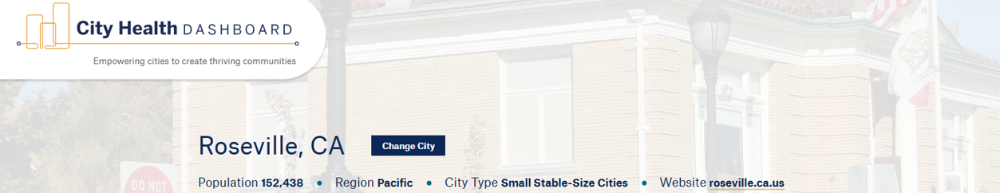 City Health DASHBOARD
Empowering cities to create thriving communities
Roseville, CA Change City
Population 152,438 • Region Pacific • City Type Small Stable-Size Cities • Website roseville.ca.us
DO NOT